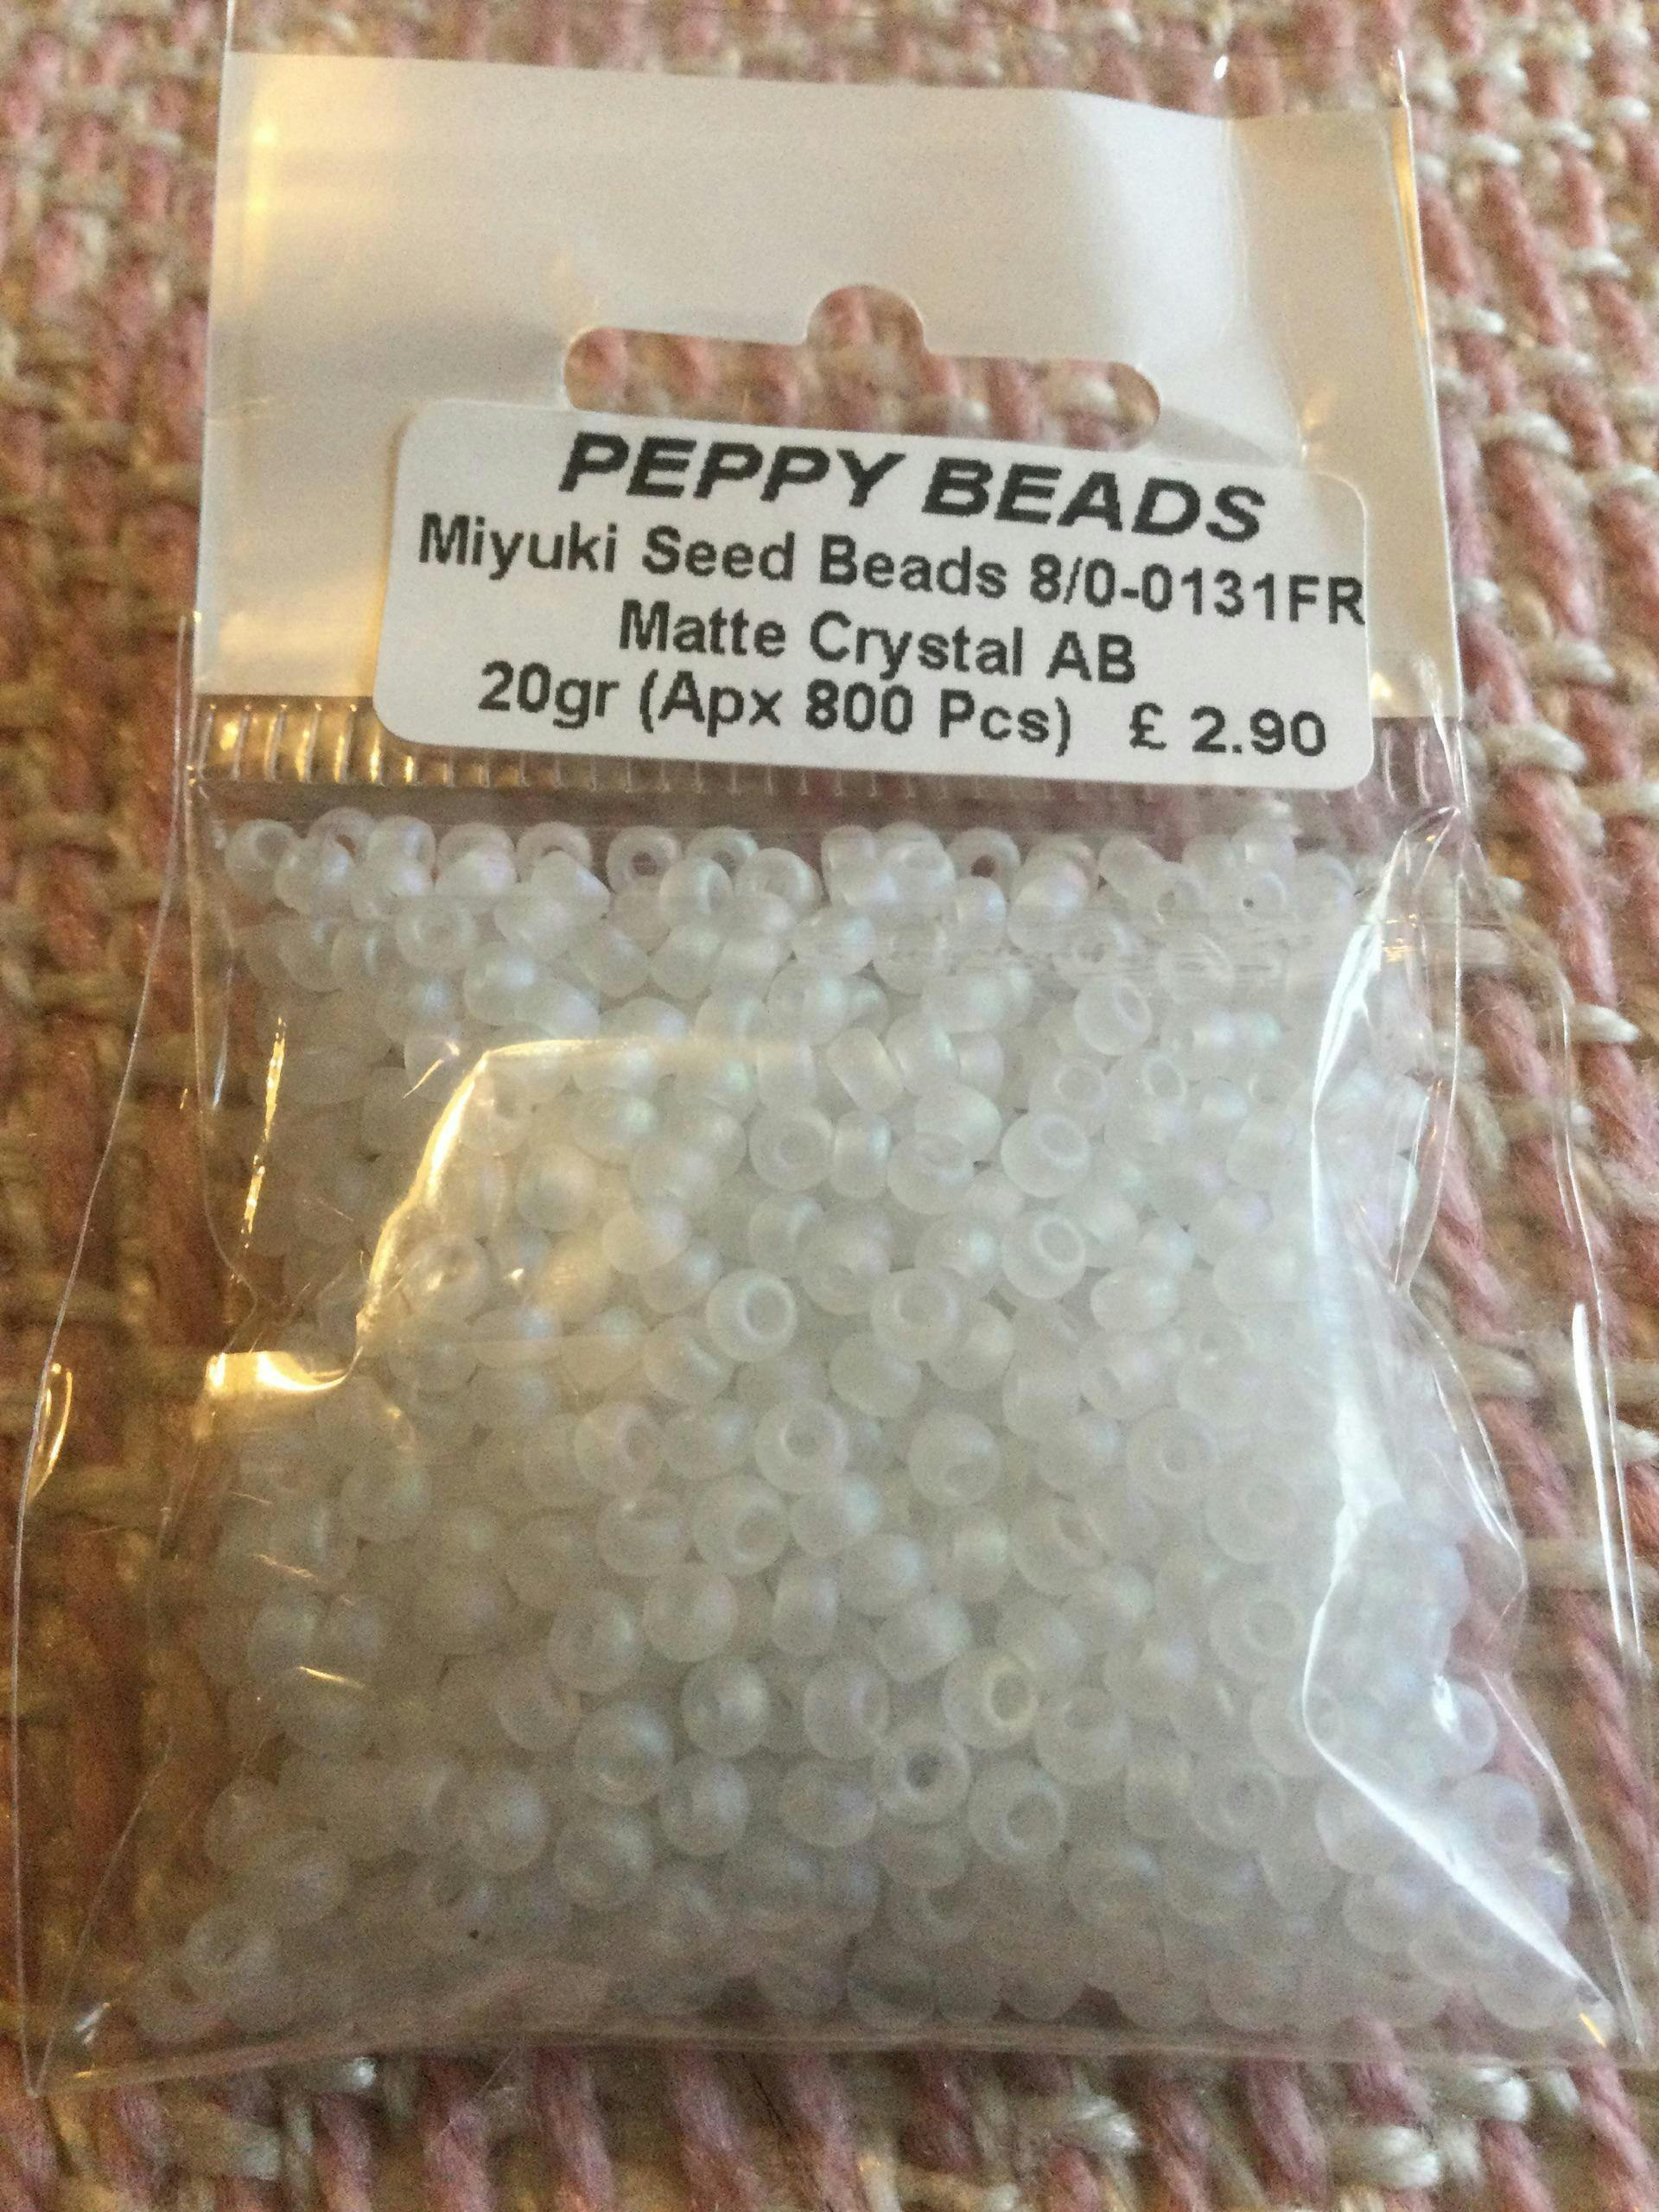 PEPPY BEADS
Miyuki Seed Beads 8/0-0131FR
Matte Crystal AB
20gr (Apx 800 Pcs) £ 2.90